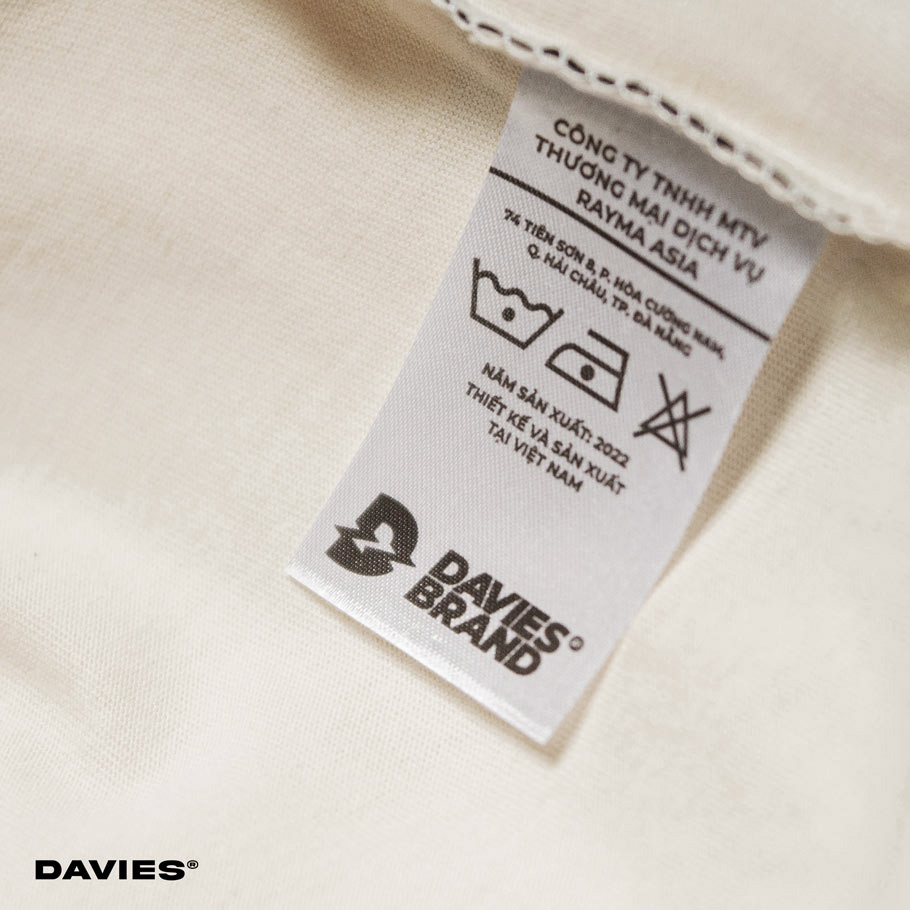 CÔNG TY TNHH MTV
THƯƠNG MẠI DỊCH VỤ
RAYMA ASIA
74 TIÊN SƠN 8, P. HÒA CƯỜNG NAM,
Q. HẢI CHÂU, TP. ĐÀ NẴNG
NĂM SẢN XUẤT: 2022
THIẾT KẾ VÀ SẢN XUẤT
TẠI VIỆT NAM
DAVIES
BRAND
DAVIES®